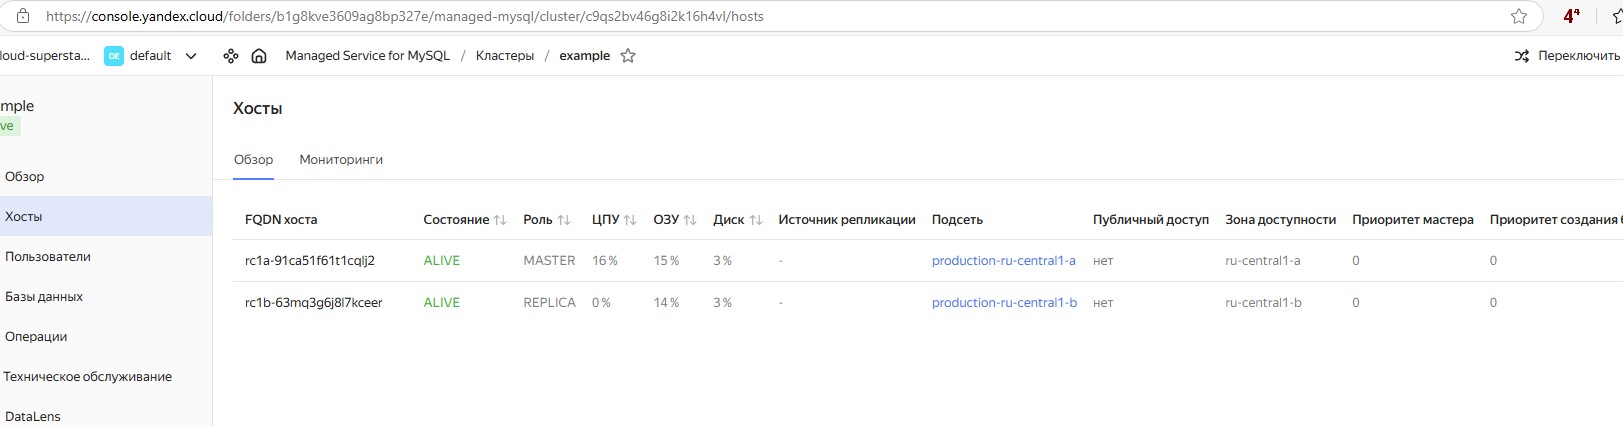 https://console.yandex.cloud/folders/b1g8kve3609ag8bp327e/managed-mysql/cluster/c9qs2bv46g8i2k16h4vl/hosts 4⁴
loud-supersta... DE default Managed Service for MySQL / Кластеры / example Переключить
mple
ve
Обзор
Хосты
Пользователи
Базы данных
Операции
Техническое обслуживание
DataLens
Хосты
Обзор Мониторинги
FQDN хоста Состояние Роль ЦПУ ОЗУ Диск Источник репликации Подсеть Публичный доступ Зона доступности Приоритет мастера Приоритет создания б
rc1a-91ca51f61t1cqlj2 ALIVE MASTER 16 % 15 % 3 % - production-ru-central1-a нет ru-central1-a 0 0
rc1b-63mq3g6j8l7kceer ALIVE REPLICA 0 % 14 % 3 % - production-ru-central1-b нет ru-central1-b 0 0